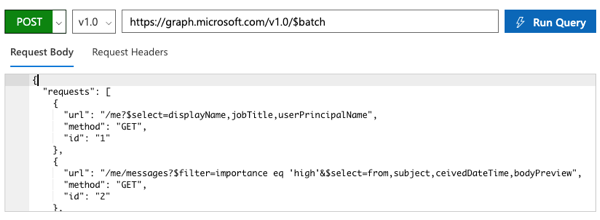 POST v1.0 https://graph.microsoft.com/v1.0/$batch Run Query
Request Body Request Headers
{
"requests": [
{
"url": "/me?$select=displayName,jobTitle,userPrincipalName",
"method": "GET",
"id": "1"
},
{
"url": "/me/messages?$filter=importance eq 'high'&$select=from,subject,ceivedDateTime,bodyPreview",
"method": "GET",
"id": "2"
},